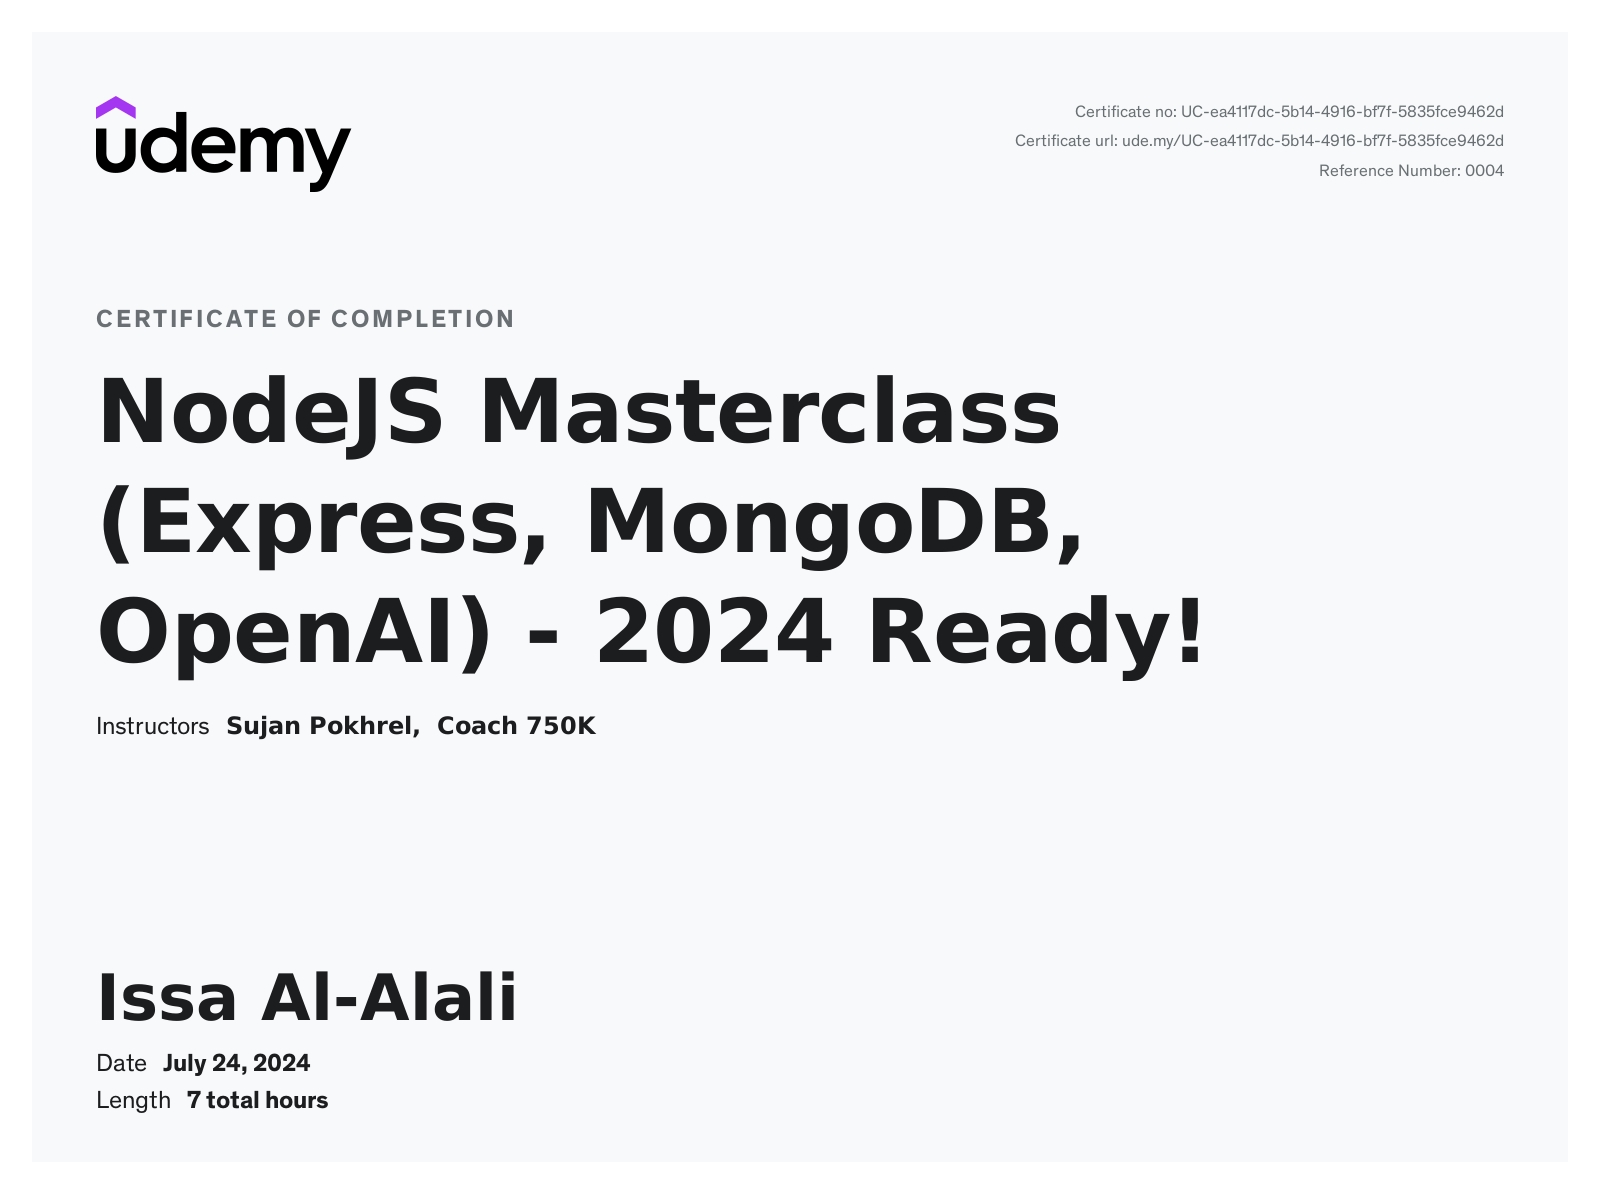 udemy
Certificate no: UC-ea4117dc-5b14-4916-bf7f-5835fce9462d
Certificate url: ude.my/UC-ea4117dc-5b14-4916-bf7f-5835fce9462d
Reference Number: 0004
CERTIFICATE OF COMPLETION
NodeJS Masterclass
(Express, MongoDB,
OpenAI) - 2024 Ready!
Instructors Sujan Pokhrel, Coach 750K
Issa Al-Alali
Date July 24, 2024
Length 7 total hours